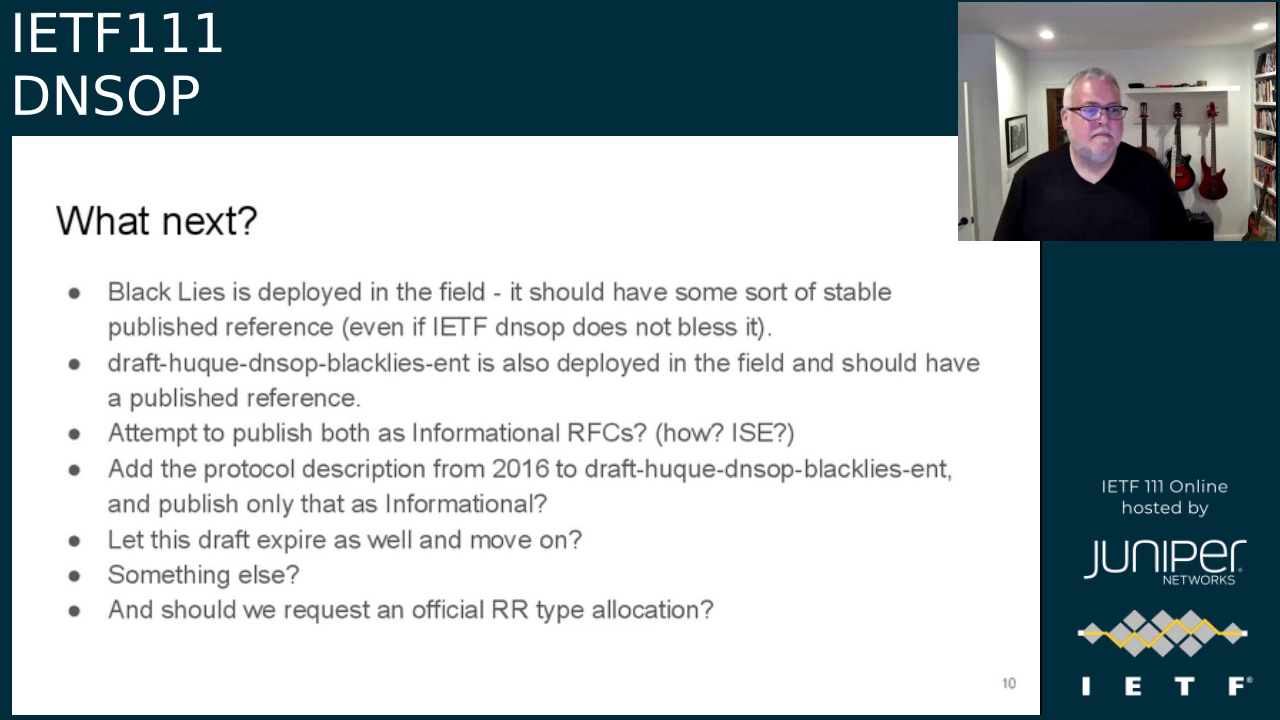 IETF111
DNSOP
What next?
● Black Lies is deployed in the field - it should have some sort of stable
published reference (even if IETF dnsop does not bless it).
● draft-huque-dnsop-blacklies-ent is also deployed in the field and should have
a published reference.
● Attempt to publish both as Informational RFCs? (how? ISE?)
● Add the protocol description from 2016 to draft-huque-dnsop-blacklies-ent,
and publish only that as Informational?
● Let this draft expire as well and move on?
● Something else?
● And should we request an official RR type allocation?
10
IETF 111 Online
hosted by
JUNIPER
NETWORKS
I E T F®